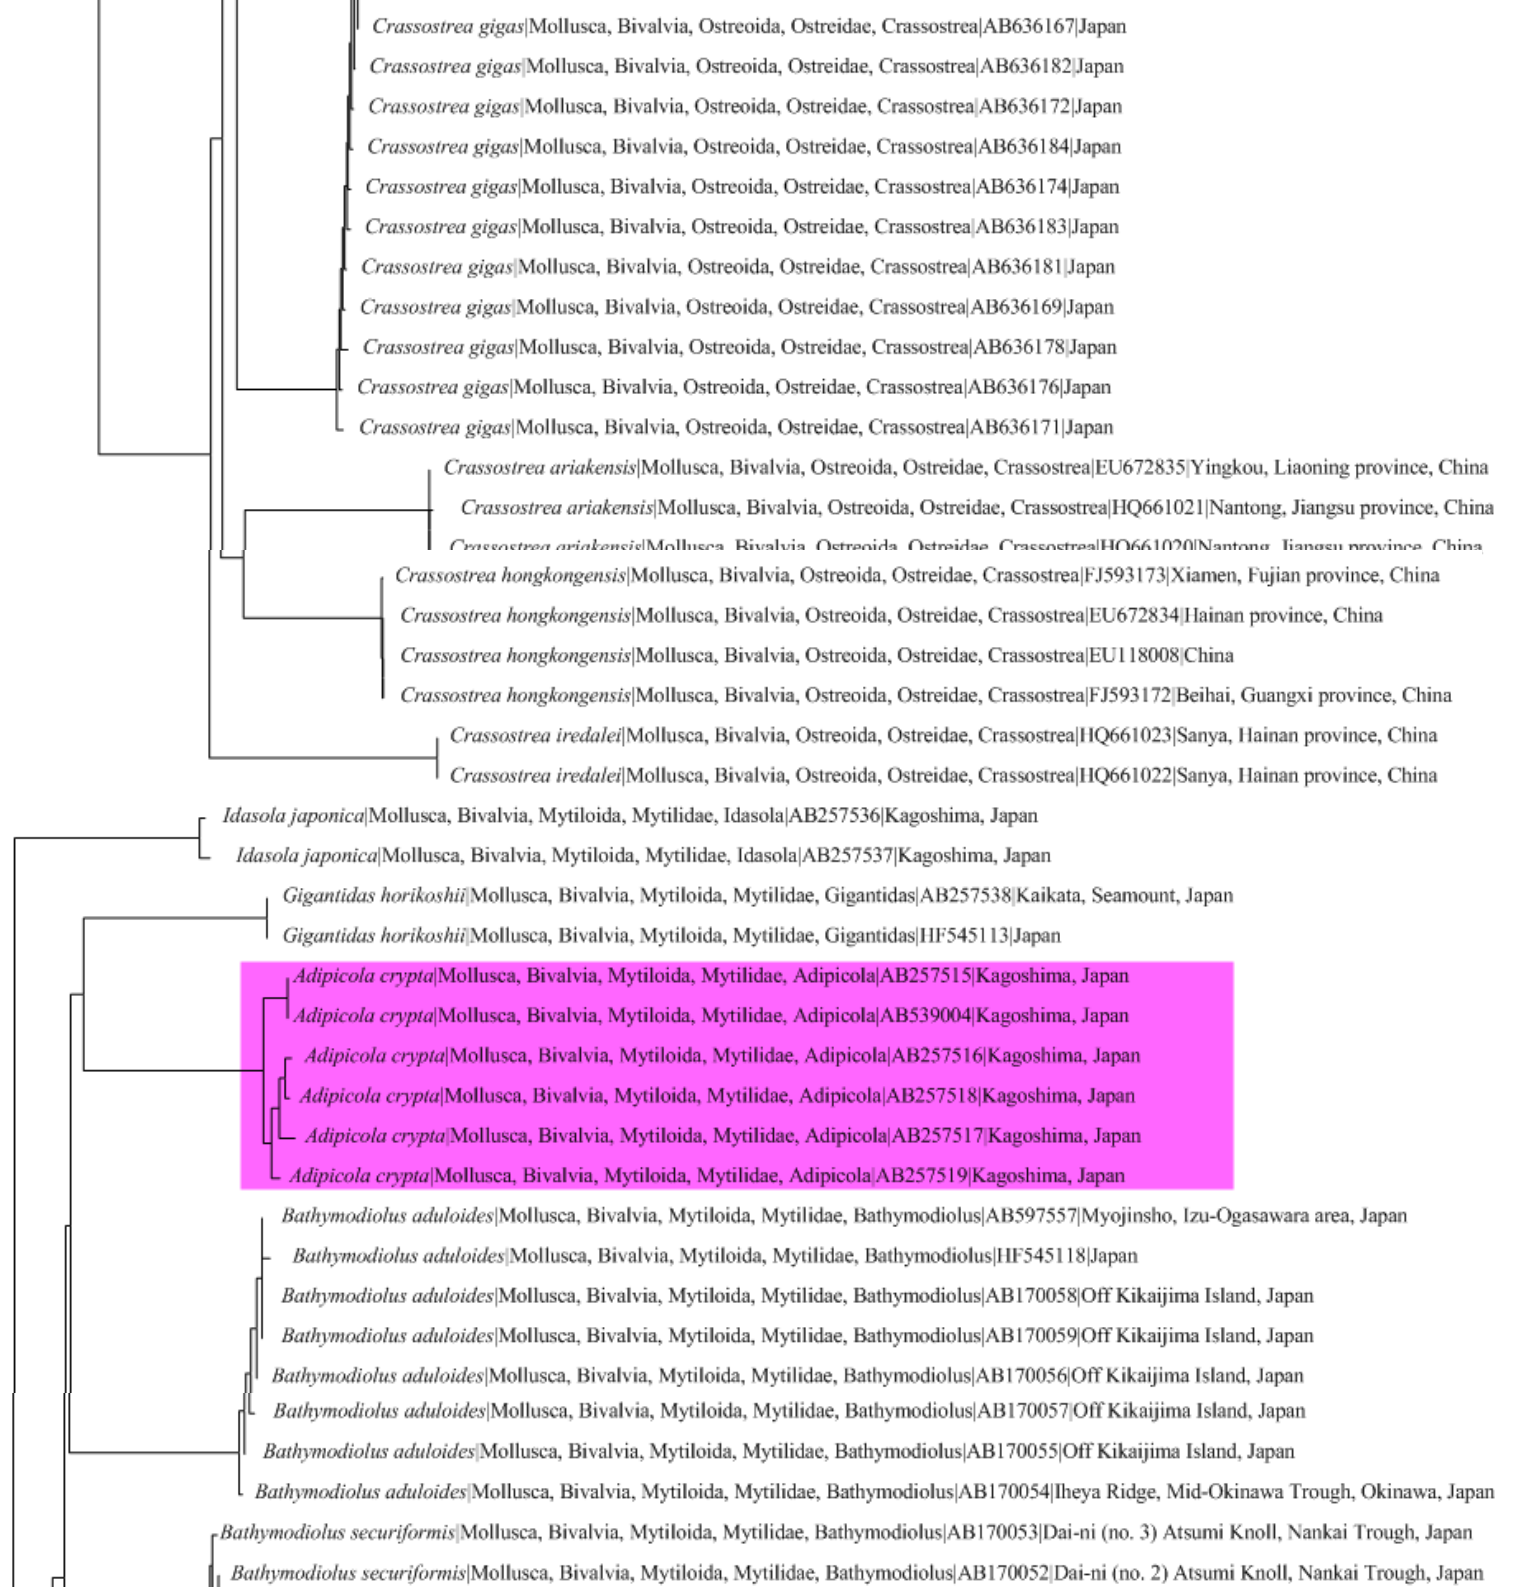 Crassostrea gigas|Mollusca, Bivalvia, Ostreoida, Ostreidae, Crassostrea|AB636167|Japan
Crassostrea gigas|Mollusca, Bivalvia, Ostreoida, Ostreidae, Crassostrea|AB636182|Japan
Crassostrea gigas|Mollusca, Bivalvia, Ostreoida, Ostreidae, Crassostrea|AB636172|Japan
Crassostrea gigas|Mollusca, Bivalvia, Ostreoida, Ostreidae, Crassostrea|AB636184|Japan
Crassostrea gigas|Mollusca, Bivalvia, Ostreoida, Ostreidae, Crassostrea|AB636174|Japan
Crassostrea gigas|Mollusca, Bivalvia, Ostreoida, Ostreidae, Crassostrea|AB636183|Japan
Crassostrea gigas|Mollusca, Bivalvia, Ostreoida, Ostreidae, Crassostrea|AB636181|Japan
Crassostrea gigas|Mollusca, Bivalvia, Ostreoida, Ostreidae, Crassostrea|AB636169|Japan
Crassostrea gigas|Mollusca, Bivalvia, Ostreoida, Ostreidae, Crassostrea|AB636178|Japan
Crassostrea gigas|Mollusca, Bivalvia, Ostreoida, Ostreidae, Crassostrea|AB636176|Japan
Crassostrea gigas|Mollusca, Bivalvia, Ostreoida, Ostreidae, Crassostrea|AB636171|Japan
Crassostrea ariakensis|Mollusca, Bivalvia, Ostreoida, Ostreidae, Crassostrea|EU672835|Yingkou, Liaoning province, China
Crassostrea ariakensis|Mollusca, Bivalvia, Ostreoida, Ostreidae, Crassostrea|HQ661021|Nantong, Jiangsu province, China
Crassostrea ariakensis|Mollusca, Bivalvia, Ostreoida, Ostreidae, Crassostrea|HQ661020|Nantong, Jiangsu province, China
Crassostrea hongkongensis|Mollusca, Bivalvia, Ostreoida, Ostreidae, Crassostrea|FJ593173|Xiamen, Fujian province, China
Crassostrea hongkongensis|Mollusca, Bivalvia, Ostreoida, Ostreidae, Crassostrea|EU672834|Hainan province, China
Crassostrea hongkongensis|Mollusca, Bivalvia, Ostreoida, Ostreidae, Crassostrea|EU118008|China
Crassostrea hongkongensis|Mollusca, Bivalvia, Ostreoida, Ostreidae, Crassostrea|FJ593172|Beihai, Guangxi province, China
Crassostrea iredalei|Mollusca, Bivalvia, Ostreoida, Ostreidae, Crassostrea|HQ661023|Sanya, Hainan province, China
Crassostrea iredalei|Mollusca, Bivalvia, Ostreoida, Ostreidae, Crassostrea|HQ661022|Sanya, Hainan province, China
Idasola japonica|Mollusca, Bivalvia, Mytiloida, Mytilidae, Idasola|AB257536|Kagoshima, Japan
Idasola japonica|Mollusca, Bivalvia, Mytiloida, Mytilidae, Idasola|AB257537|Kagoshima, Japan
Gigantidas horikoshii|Mollusca, Bivalvia, Mytiloida, Mytilidae, Gigantidas|AB257538|Kaikata, Seamount, Japan
Gigantidas horikoshii|Mollusca, Bivalvia, Mytiloida, Mytilidae, Gigantidas|HF545113|Japan
Adipicola crypta|Mollusca, Bivalvia, Mytiloida, Mytilidae, Adipicola|AB257515|Kagoshima, Japan
Adipicola crypta|Mollusca, Bivalvia, Mytiloida, Mytilidae, Adipicola|AB539004|Kagoshima, Japan
Adipicola crypta|Mollusca, Bivalvia, Mytiloida, Mytilidae, Adipicola|AB257516|Kagoshima, Japan
Adipicola crypta|Mollusca, Bivalvia, Mytiloida, Mytilidae, Adipicola|AB257518|Kagoshima, Japan
Adipicola crypta|Mollusca, Bivalvia, Mytiloida, Mytilidae, Adipicola|AB257517|Kagoshima, Japan
Adipicola crypta|Mollusca, Bivalvia, Mytiloida, Mytilidae, Adipicola|AB257519|Kagoshima, Japan
Bathymodiolus aduloides|Mollusca, Bivalvia, Mytiloida, Mytilidae, Bathymodiolus|AB597557|Myojinsho, Izu-Ogasawara area, Japan
Bathymodiolus aduloides|Mollusca, Bivalvia, Mytiloida, Mytilidae, Bathymodiolus|HF545118|Japan
Bathymodiolus aduloides|Mollusca, Bivalvia, Mytiloida, Mytilidae, Bathymodiolus|AB170058|Off Kikaijima Island, Japan
Bathymodiolus aduloides|Mollusca, Bivalvia, Mytiloida, Mytilidae, Bathymodiolus|AB170059|Off Kikaijima Island, Japan
Bathymodiolus aduloides|Mollusca, Bivalvia, Mytiloida, Mytilidae, Bathymodiolus|AB170056|Off Kikaijima Island, Japan
Bathymodiolus aduloides|Mollusca, Bivalvia, Mytiloida, Mytilidae, Bathymodiolus|AB170057|Off Kikaijima Island, Japan
Bathymodiolus aduloides|Mollusca, Bivalvia, Mytiloida, Mytilidae, Bathymodiolus|AB170055|Off Kikaijima Island, Japan
Bathymodiolus aduloides|Mollusca, Bivalvia, Mytiloida, Mytilidae, Bathymodiolus|AB170054|Iheya Ridge, Mid-Okinawa Trough, Okinawa, Japan
Bathymodiolus securiformis|Mollusca, Bivalvia, Mytiloida, Mytilidae, Bathymodiolus|AB170053|Dai-ni (no. 3) Atsumi Knoll, Nankai Trough, Japan
Bathymodiolus securiformis|Mollusca, Bivalvia, Mytiloida, Mytilidae, Bathymodiolus|AB170052|Dai-ni (no. 2) Atsumi Knoll, Nankai Trough, Japan